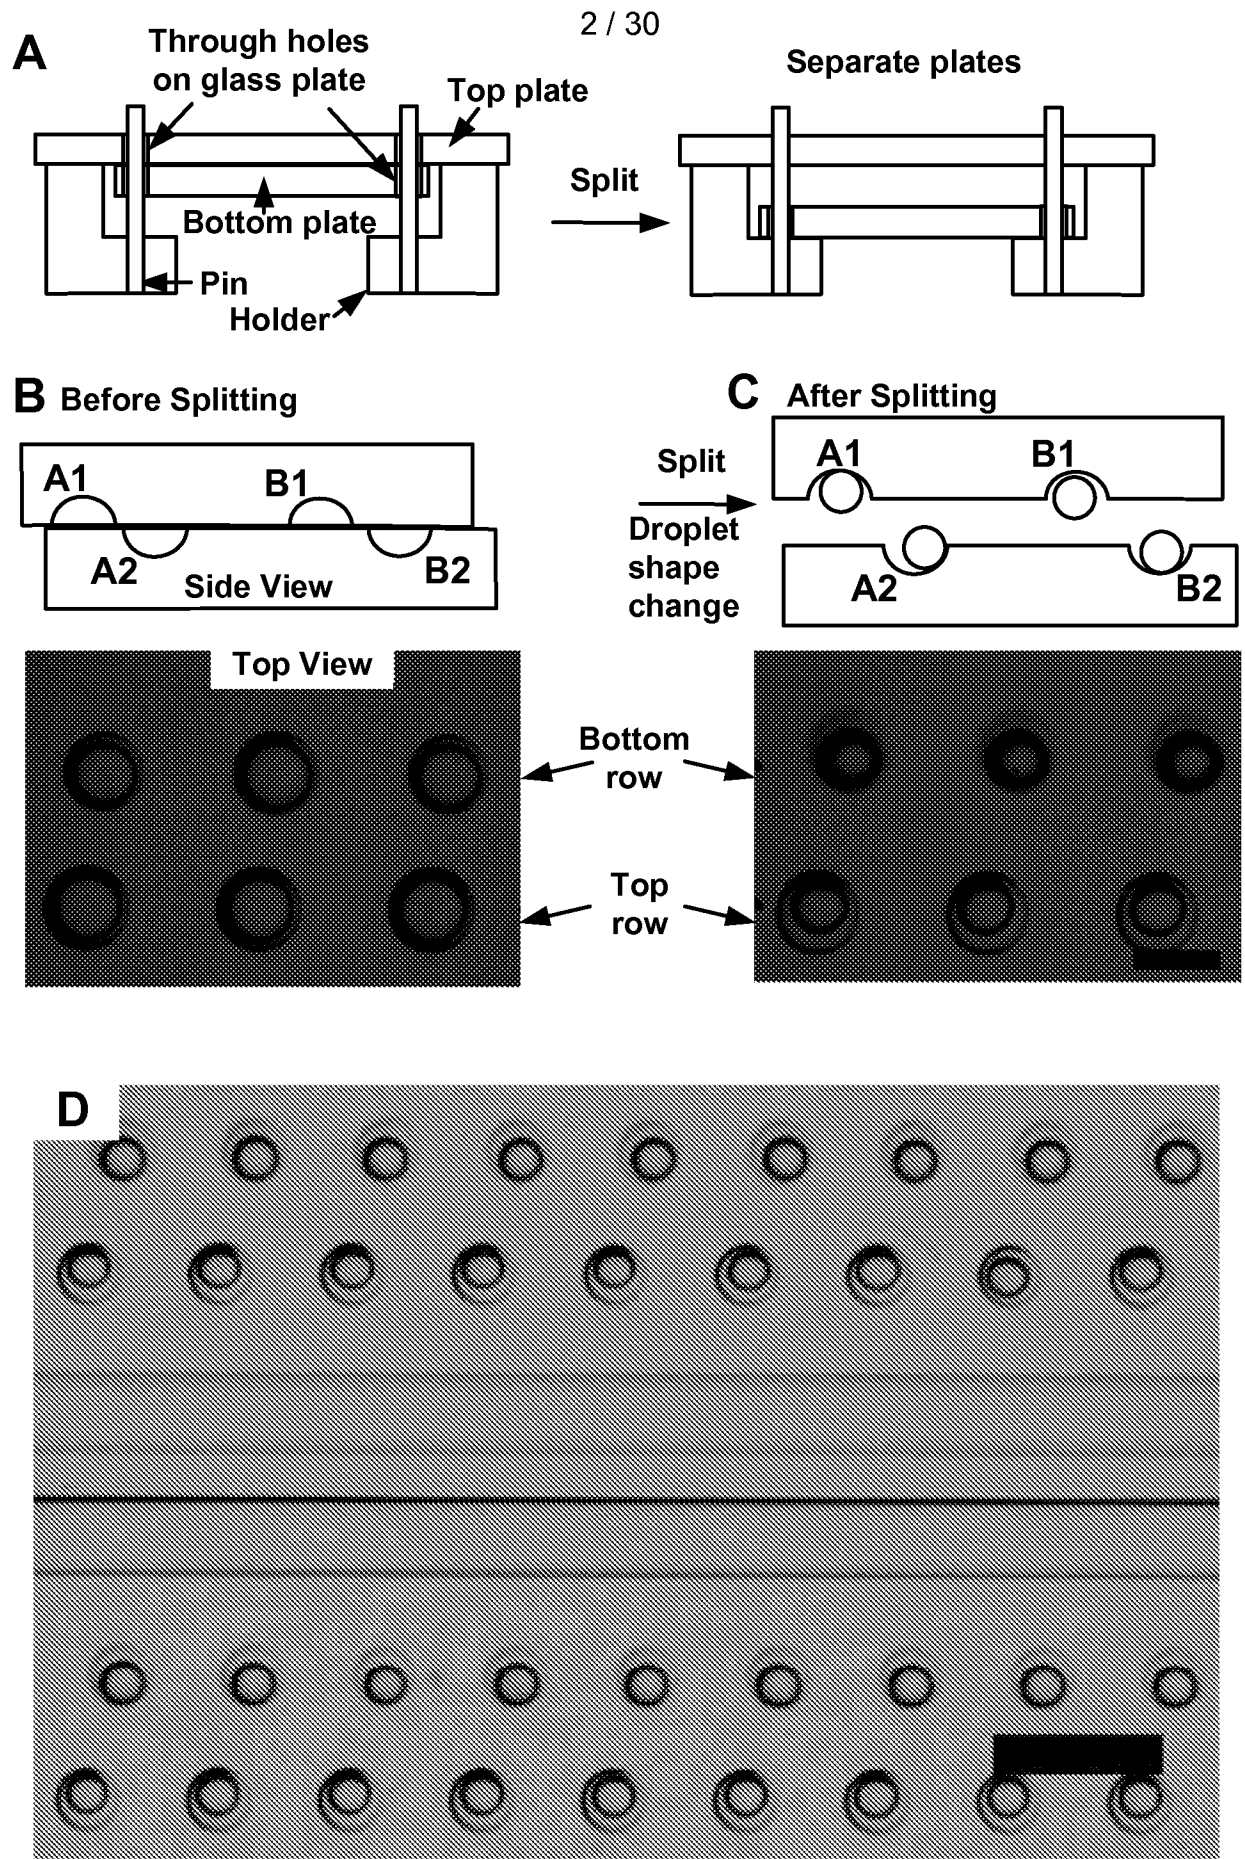 2 / 30
A
Through holes
on glass plate
Top plate
Bottom plate
Pin
Holder
Split
Separate plates
B Before Splitting
A1
B1
A2
B2
Side View
Split
Droplet
shape
change
C After Splitting
A1
B1
A2
B2
Top View
Bottom
row
Top
row
D